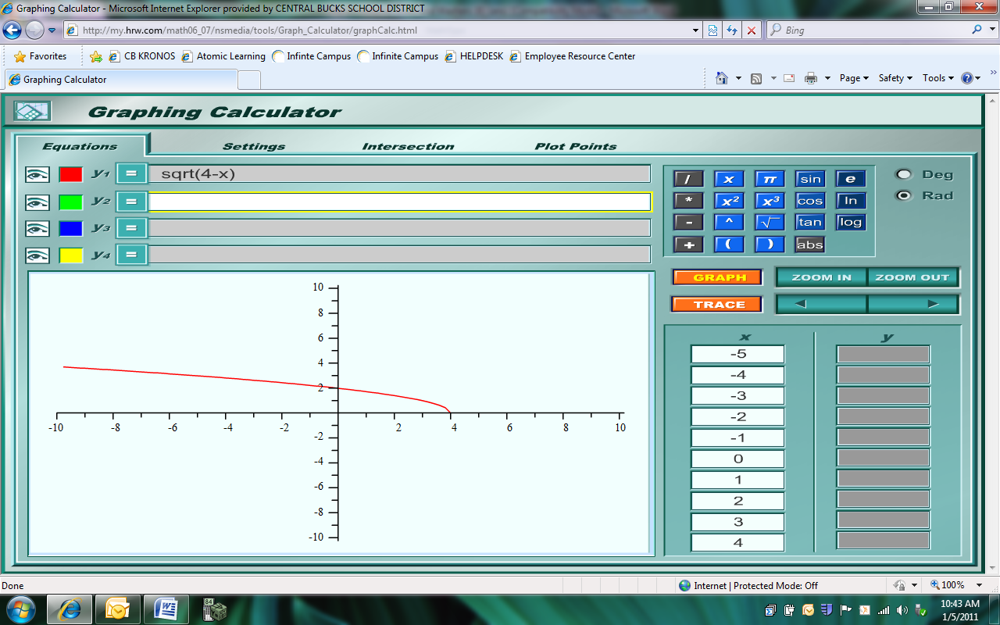 Graphing Calculator - Microsoft Internet Explorer provided by CENTRAL BUCKS SCHOOL DISTRICT
http://my.hrw.com/math06_07/nsmedia/tools/Graph_Calculator/graphCalc.html
Bing
Favorites CB KRONOS Atomic Learning Infinte Campus Infinite Campus HELPDESK Employee Resource Center
Graphing Calculator
Page Safety Tools
Graphing Calculator
Equations Settings Intersection Plot Points
y1 = sqrt(4-x)
y2 =
y3 =
y4 =
/ x π sin e
* x² x³ cos ln
- ^ √ tan log
+ ( ) abs
Deg
Rad
GRAPH ZOOM IN ZOOM OUT
TRACE
10
8
6
4
2
-10 -8 -6 -4 -2 2 4 6 8 10
-2
-4
-6
-8
-10
x y
-5
-4
-3
-2
-1
0
1
2
3
4
Done Internet | Protected Mode: Off 100%
10:43 AM
1/5/2011